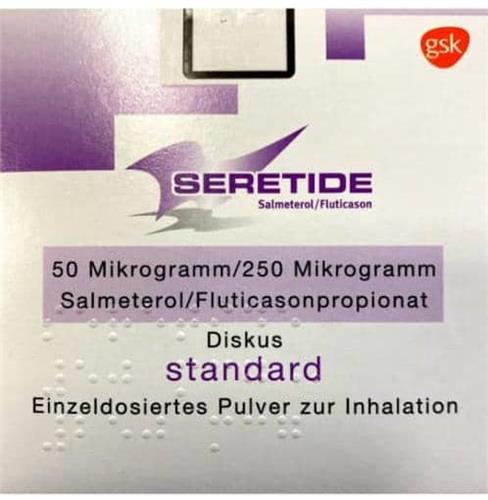 gsk
SERETIDE
Salmeterol/Fluticason
50 Mikrogramm/250 Mikrogramm
Salmeterol/Fluticasonpropionat
Diskus
standard
Einzeldosiertes Pulver zur Inhalation